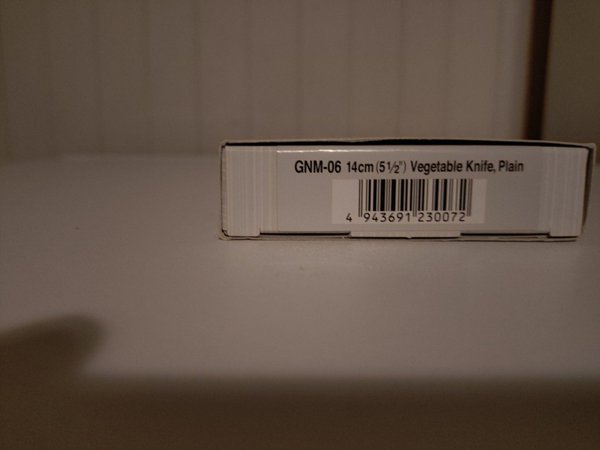 GNM-06 14cm (5½") Vegetable Knife, Plain
4 943691 230072